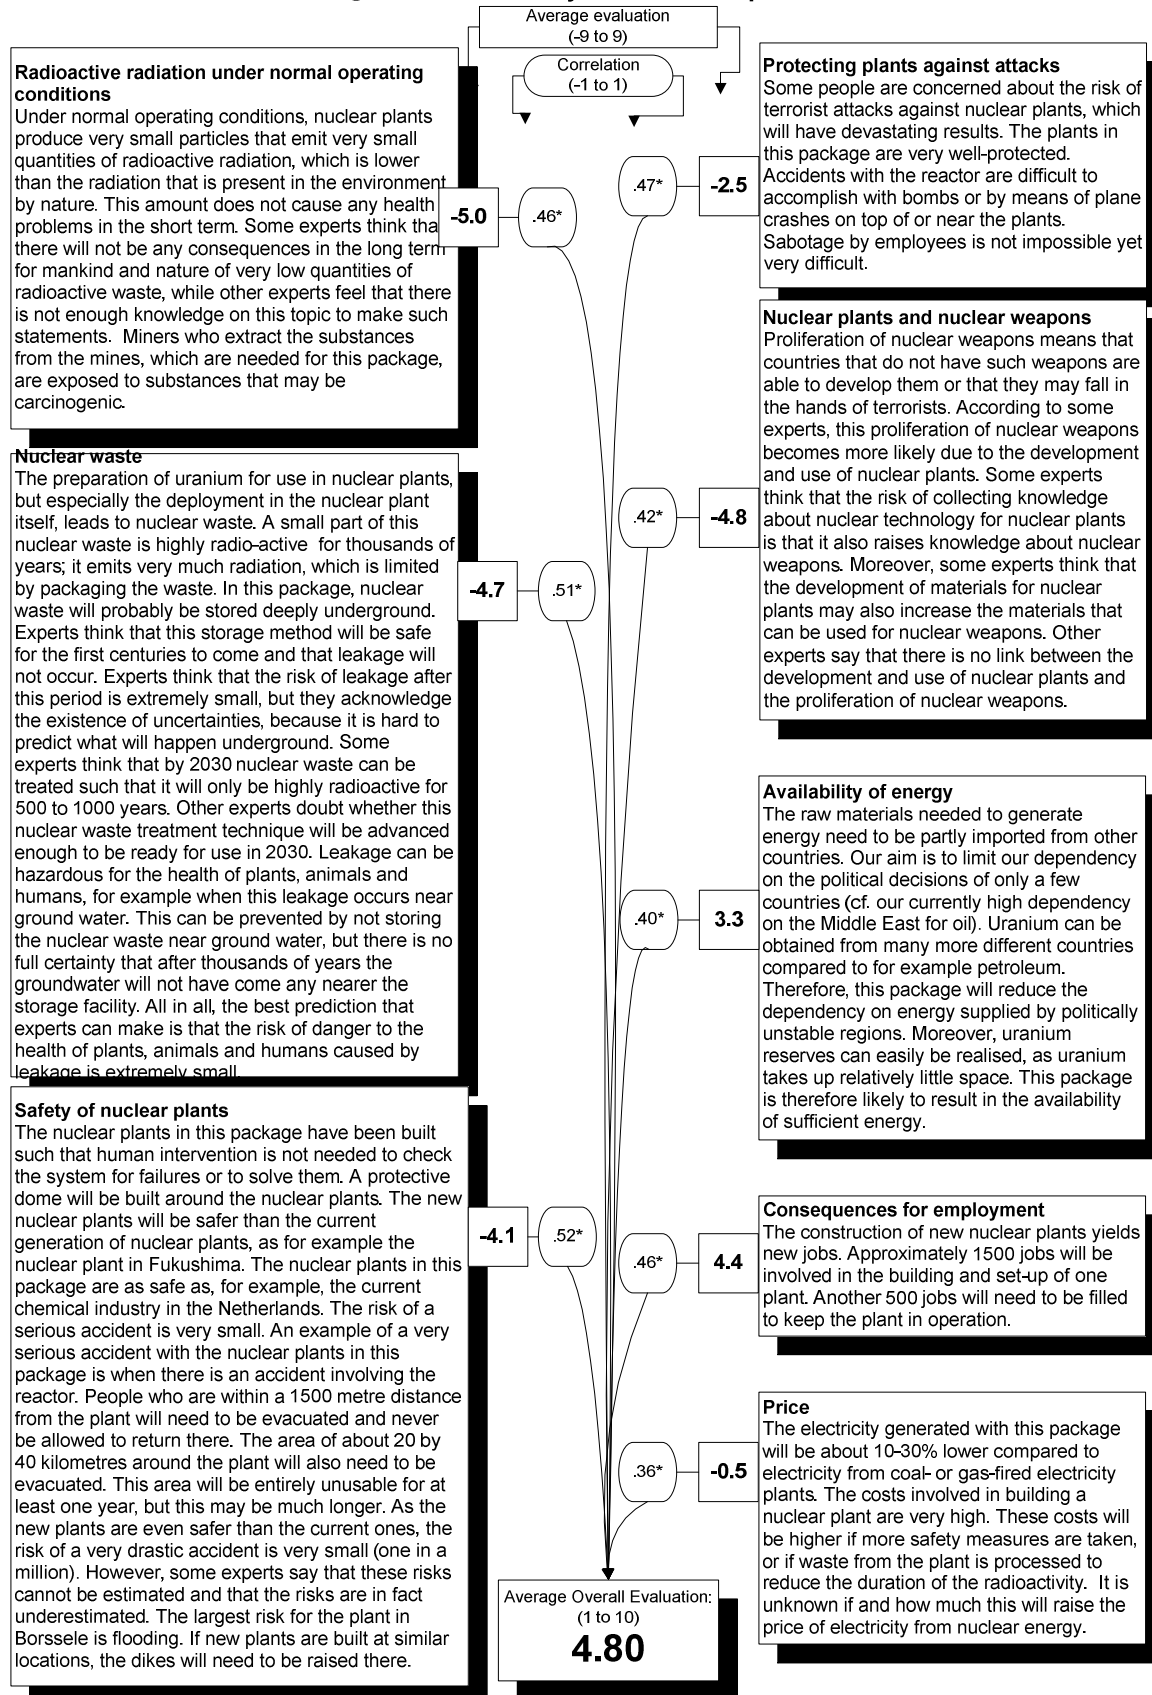 Average evaluation
(-9 to 9)
Correlation
(-1 to 1)
Radioactive radiation under normal operating
conditions
Under normal operating conditions, nuclear plants
produce very small particles that emit very small
quantities of radioactive radiation, which is lower
than the radiation that is present in the environment
by nature. This amount does not cause any health
problems in the short term. Some experts think that
there will not be any consequences in the long term
for mankind and nature of very low quantities of
radioactive waste, while other experts feel that there
is not enough knowledge on this topic to make such
statements. Miners who extract the substances
from the mines, which are needed for this package,
are exposed to substances that may be
carcinogenic.
-5.0
.46*
Nuclear waste
The preparation of uranium for use in nuclear plants,
but especially the deployment in the nuclear plant
itself, leads to nuclear waste. A small part of this
nuclear waste is highly radio-active for thousands of
years; it emits very much radiation, which is limited
by packaging the waste. In this package, nuclear
waste will probably be stored deeply underground.
Experts think that this storage method will be safe
for the first centuries to come and that leakage will
not occur. Experts think that the risk of leakage after
this period is extremely small, but they acknowledge
the existence of uncertainties, because it is hard to
predict what will happen underground. Some
experts think that by 2030 nuclear waste can be
treated such that it will only be highly radioactive for
500 to 1000 years. Other experts doubt whether this
nuclear waste treatment technique will be advanced
enough to be ready for use in 2030. Leakage can be
hazardous for the health of plants, animals and
humans, for example when this leakage occurs near
ground water. This can be prevented by not storing
the nuclear waste near ground water, but there is no
full certainty that after thousands of years the
groundwater will not have come any nearer the
storage facility. All in all, the best prediction that
experts can make is that the risk of danger to the
health of plants, animals and humans caused by
leakage is extremely small.
-4.7
.51*
Safety of nuclear plants
The nuclear plants in this package have been built
such that human intervention is not needed to check
the system for failures or to solve them. A protective
dome will be built around the nuclear plants. The new
nuclear plants will be safer than the current
generation of nuclear plants, as for example the
nuclear plant in Fukushima. The nuclear plants in this
package are as safe as, for example, the current
chemical industry in the Netherlands. The risk of a
serious accident is very small. An example of a very
serious accident with the nuclear plants in this
package is when there is an accident involving the
reactor. People who are within a 1500 metre distance
from the plant will need to be evacuated and never
be allowed to return there. The area of about 20 by
40 kilometres around the plant will also need to be
evacuated. This area will be entirely unusable for at
least one year, but this may be much longer. As the
new plants are even safer than the current ones, the
risk of a very drastic accident is very small (one in a
million). However, some experts say that these risks
cannot be estimated and that the risks are in fact
underestimated. The largest risk for the plant in
Borssele is flooding. If new plants are built at similar
locations, the dikes will need to be raised there.
-4.1
.52*
Protecting plants against attacks
Some people are concerned about the risk of
terrorist attacks against nuclear plants, which
will have devastating results. The plants in
this package are very well-protected.
Accidents with the reactor are difficult to
accomplish with bombs or by means of plane
crashes on top of or near the plants.
Sabotage by employees is not impossible yet
very difficult.
.47*
-2.5
Nuclear plants and nuclear weapons
Proliferation of nuclear weapons means that
countries that do not have such weapons are
able to develop them or that they may fall in
the hands of terrorists. According to some
experts, this proliferation of nuclear weapons
becomes more likely due to the development
and use of nuclear plants. Some experts
think that the risk of collecting knowledge
about nuclear technology for nuclear plants
is that it also raises knowledge about nuclear
weapons. Moreover, some experts think that
the development of materials for nuclear
plants may also increase the materials that
can be used for nuclear weapons. Other
experts say that there is no link between the
development and use of nuclear plants and
the proliferation of nuclear weapons.
.42*
-4.8
Availability of energy
The raw materials needed to generate
energy need to be partly imported from other
countries. Our aim is to limit our dependency
on the political decisions of only a few
countries (cf. our currently high dependency
on the Middle East for oil). Uranium can be
obtained from many more different countries
compared to for example petroleum.
Therefore, this package will reduce the
dependency on energy supplied by politically
unstable regions. Moreover, uranium
reserves can easily be realised, as uranium
takes up relatively little space. This package
is therefore likely to result in the availability
of sufficient energy.
.40*
3.3
Consequences for employment
The construction of new nuclear plants yields
new jobs. Approximately 1500 jobs will be
involved in the building and set-up of one
plant. Another 500 jobs will need to be filled
to keep the plant in operation.
.46*
4.4
Price
The electricity generated with this package
will be about 10-30% lower compared to
electricity from coal- or gas-fired electricity
plants. The costs involved in building a
nuclear plant are very high. These costs will
be higher if more safety measures are taken,
or if waste from the plant is processed to
reduce the duration of the radioactivity. It is
unknown if and how much this will raise the
price of electricity from nuclear energy.
.36*
-0.5
Average Overall Evaluation:
(1 to 10)
4.80